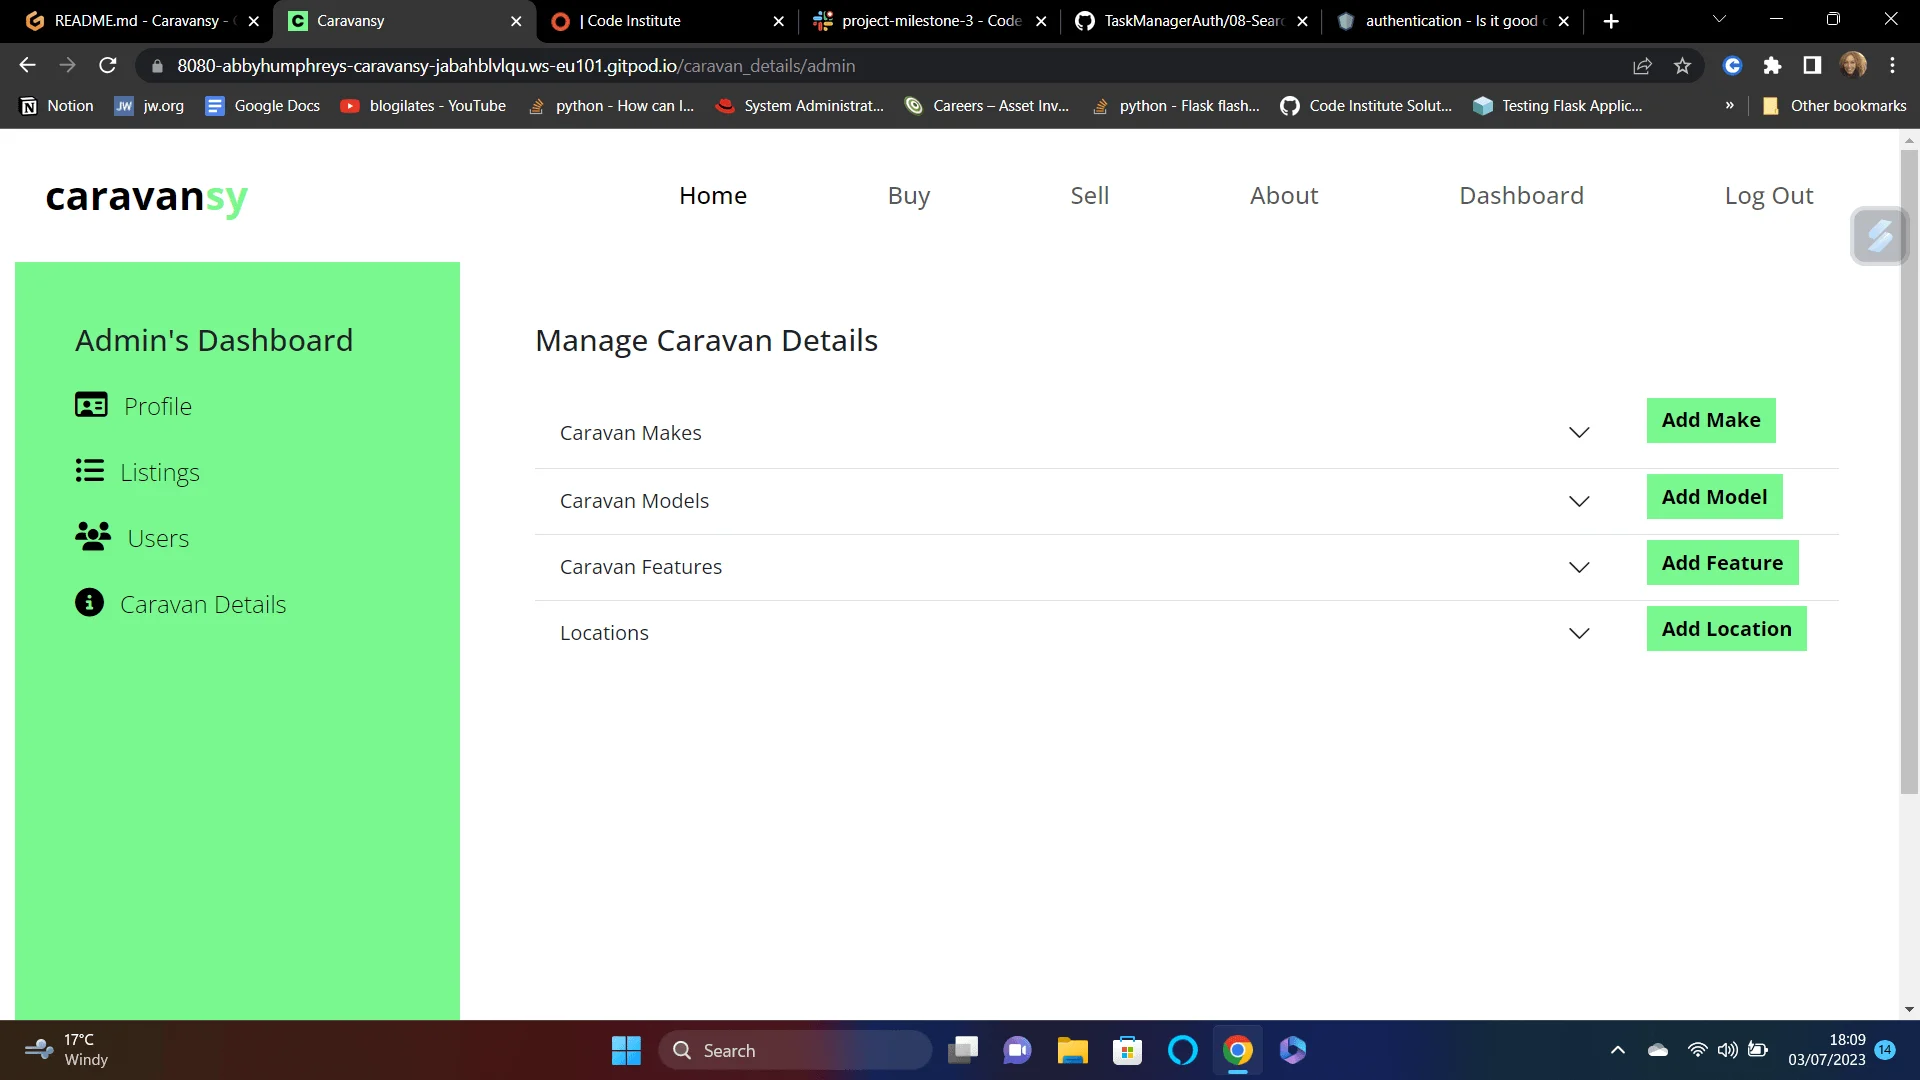 README.md - Caravansy -
Caravansy
| Code Institute
project-milestone-3 - Code
TaskManagerAuth/08-Sear
authentication - Is it good
8080-abbyhumphreys-caravansy-jabahblvlqu.ws-eu101.gitpod.io/caravan_details/admin
Notion
jw.org
Google Docs
blogilates - YouTube
python - How can I...
System Administrat...
Careers – Asset Inv...
python - Flask flash...
Code Institute Solut...
Testing Flask Applic...
»
Other bookmarks
caravansy
Home
Buy
Sell
About
Dashboard
Log Out
Admin's Dashboard
Profile
Listings
Users
Caravan Details
Manage Caravan Details
Caravan Makes
Add Make
Caravan Models
Add Model
Caravan Features
Add Feature
Locations
Add Location
17°C
Windy
Search
18:09
03/07/2023
14